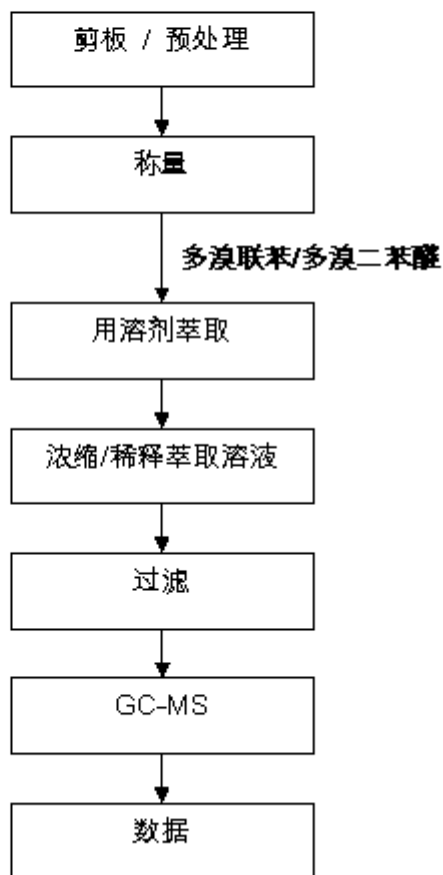 剪板 / 预处理
称量
多溴联苯/多溴二苯醚
用溶剂萃取
浓缩/稀释萃取溶液
过滤
GC-MS
数据